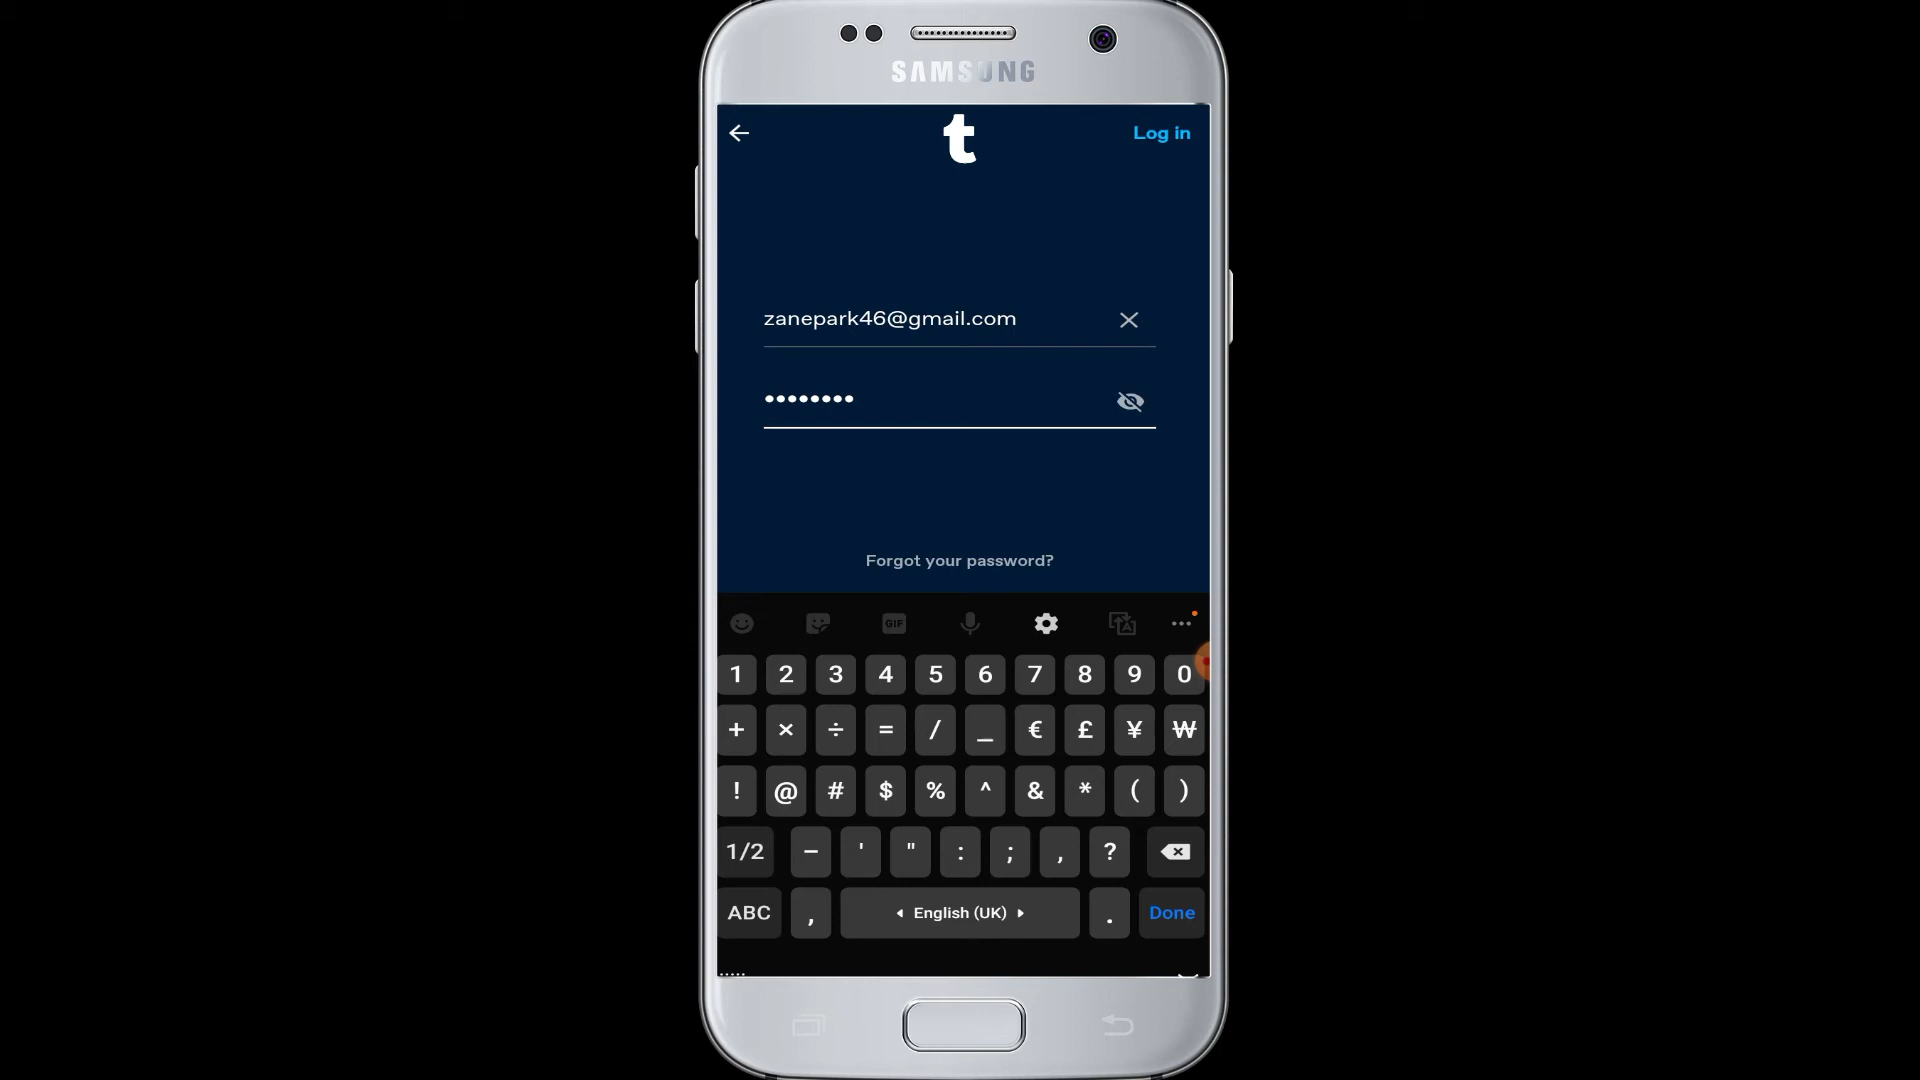 SAMSUNG
t Log in
zanepark46@gmail.com
••••••••
Forgot your password?
GIF
1 2 3 4 5 6 7 8 9 0
+ × ÷ = / _ € £ ¥ ₩
! @ # $ % ^ & * ( )
1/2 - ' " : ; , ?
ABC , English (UK) . Done